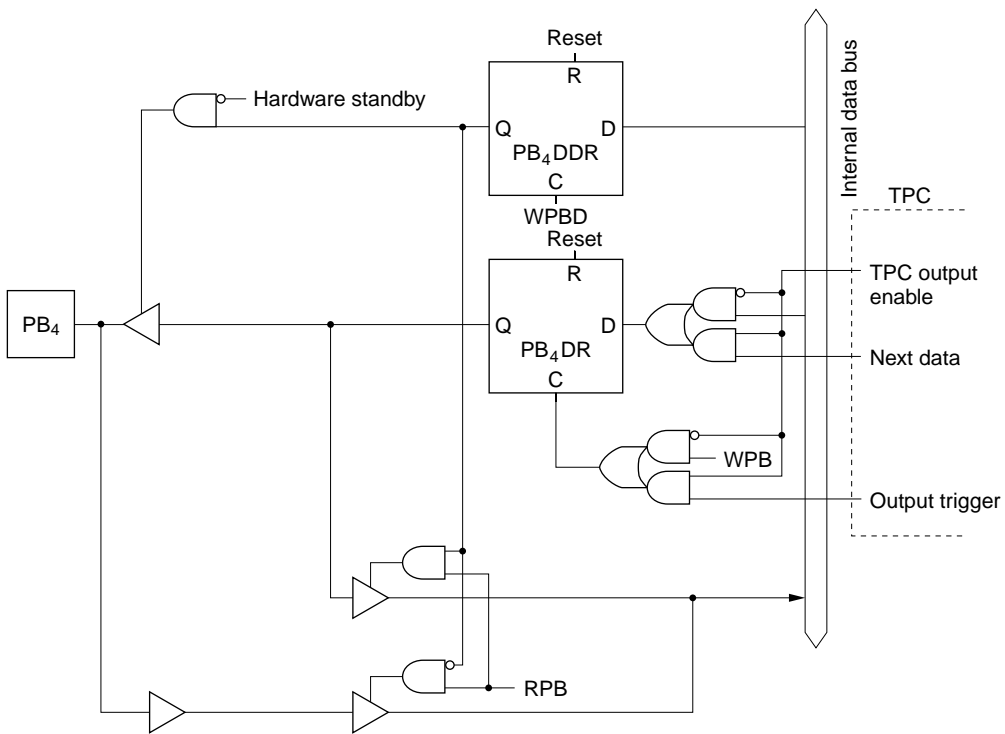 Reset
R
Hardware standby
Q
D
PB₄DDR
C
WPBD
Internal data bus
TPC
Reset
R
TPC output
enable
PB₄
Q
D
PB₄DR
C
Next data
WPB
Output trigger
RPB